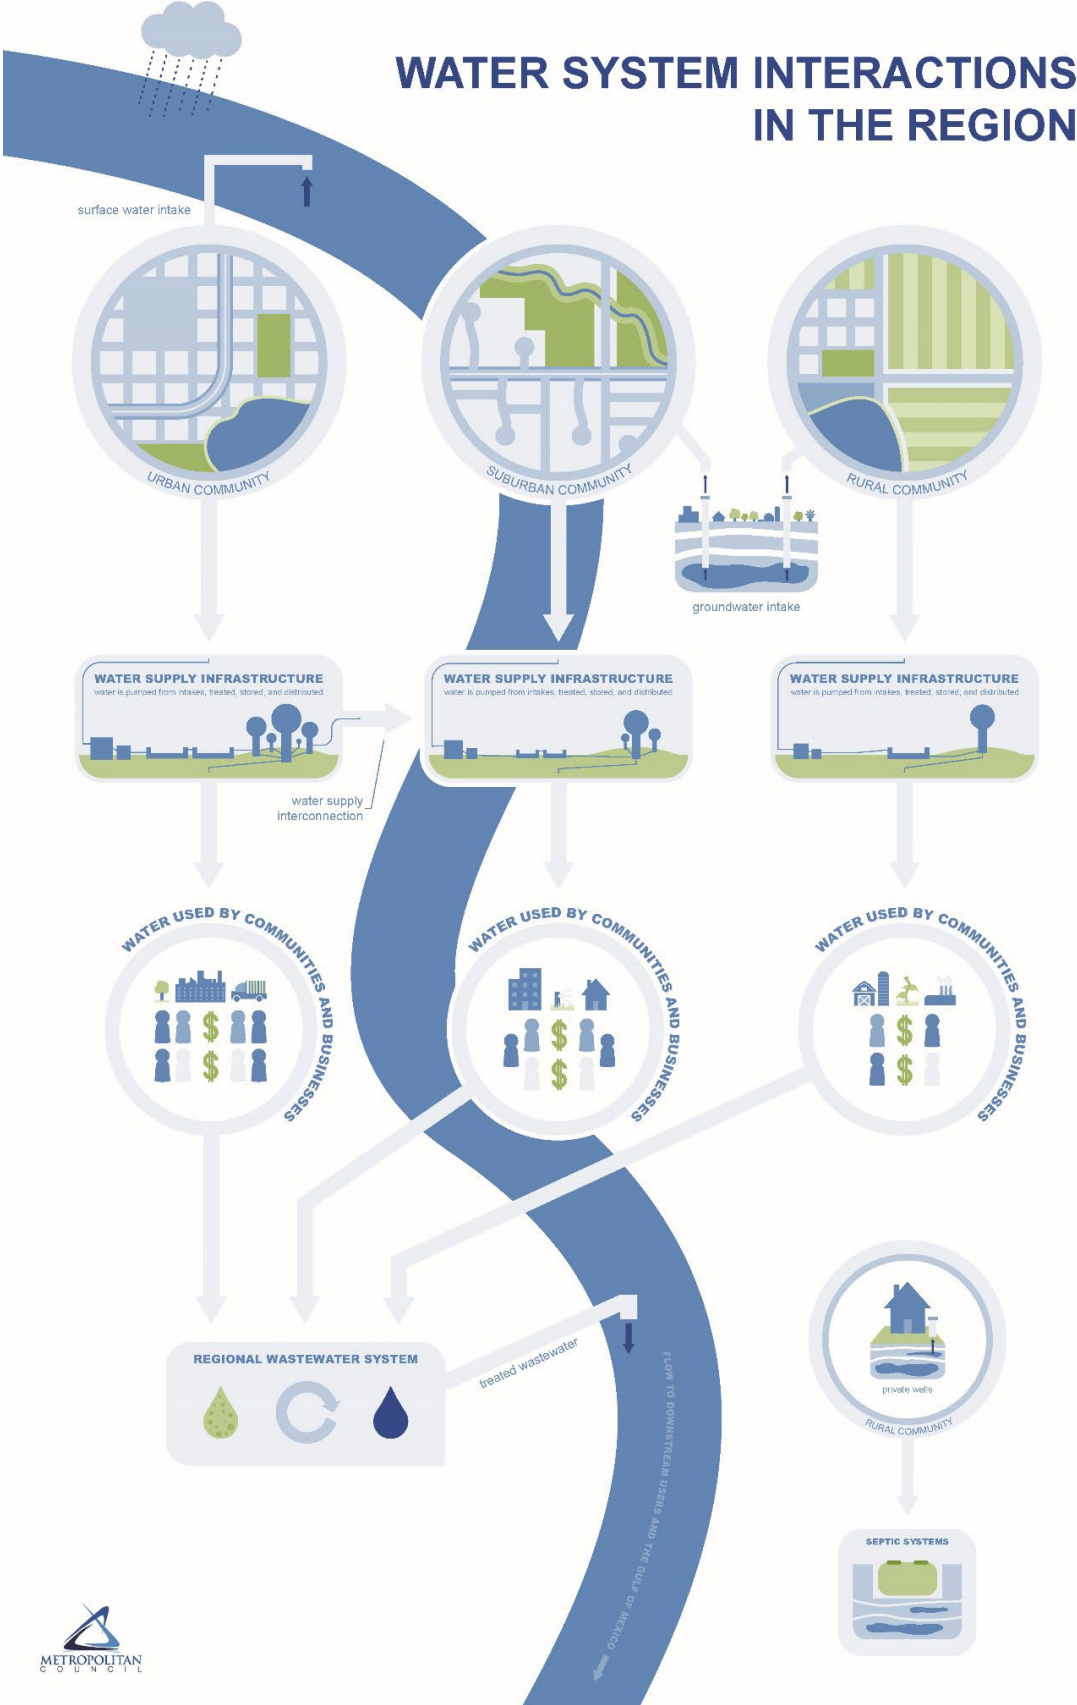 WATER SYSTEM INTERACTIONS
IN THE REGION
surface water intake
URBAN COMMUNITY
SUBURBAN COMMUNITY
RURAL COMMUNITY
groundwater intake
WATER SUPPLY INFRASTRUCTURE
water is pumped from intakes, treated, stored, and distributed
WATER SUPPLY INFRASTRUCTURE
water is pumped from intakes, treated, stored, and distributed
WATER SUPPLY INFRASTRUCTURE
water is pumped from intakes, treated, stored, and distributed
water supply
interconnection
WATER USED BY COMMUNITIES AND BUSINESSES
$
$
WATER USED BY COMMUNITIES AND BUSINESSES
$
$
WATER USED BY COMMUNITIES AND BUSINESSES
$
$
REGIONAL WASTEWATER SYSTEM
treated wastewater
FLOW TO DOWNSTREAM USERS AND THE GULF OF MEXICO
private wells
RURAL COMMUNITY
SEPTIC SYSTEMS
METROPOLITAN
COUNCIL